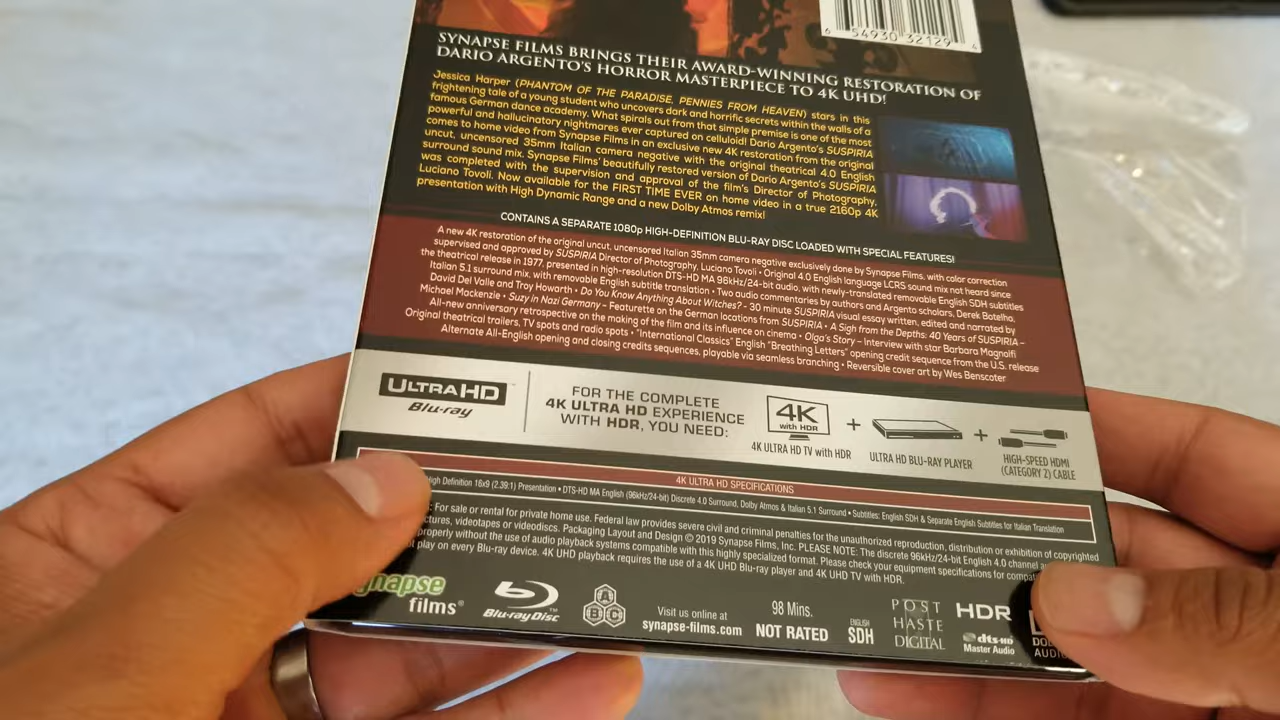 6 54930 32129 4
SYNAPSE FILMS BRINGS THEIR AWARD-WINNING RESTORATION OF
DARIO ARGENTO'S HORROR MASTERPIECE TO 4K UHD!
Jessica Harper (PHANTOM OF THE PARADISE, PENNIES FROM HEAVEN) stars in this
frightening tale of a young student who uncovers dark and horrific secrets within the walls of a
famous German dance academy. What spirals out from that simple premise is one of the most
powerful and hallucinatory nightmares ever captured on celluloid! Dario Argento's SUSPIRIA
comes to home video from Synapse Films in an exclusive new 4K restoration from the original
uncut, uncensored 35mm Italian camera negative with the original theatrical 4.0 English
surround sound mix. Synapse Films' beautifully restored version of Dario Argento's SUSPIRIA
was completed with the supervision and approval of the film's Director of Photography,
Luciano Tovoli. Now available for the FIRST TIME EVER on home video in a true 2160p 4K
presentation with High Dynamic Range and a new Dolby Atmos remix!
CONTAINS A SEPARATE 1080p HIGH-DEFINITION BLU-RAY DISC LOADED WITH SPECIAL FEATURES!
A new 4K restoration of the original uncut, uncensored Italian 35mm camera negative exclusively done by Synapse Films, with color correction
supervised and approved by SUSPIRIA Director of Photography, Luciano Tovoli • Original 4.0 English language LCRS sound mix not heard since
the theatrical release in 1977, presented in high-resolution DTS-HD MA 96kHz/24-bit audio, with newly-translated removable English SDH subtitles
Italian 5.1 surround mix, with removable English subtitle translation • Two audio commentaries by authors and Argento scholars, Derek Botelho,
David Del Valle and Troy Howarth • Do You Know Anything About Witches? - 30 minute SUSPIRIA visual essay written, edited and narrated by
Michael Mackenzie • Suzy in Nazi Germany – Featurette on the German locations from SUSPIRIA • A Sigh from the Depths: 40 Years of SUSPIRIA –
All-new anniversary retrospective on the making of the film and its influence on cinema • Olga's Story – Interview with star Barbara Magnolfi
Original theatrical trailers, TV spots and radio spots • "International Classics" English "Breathing Letters" opening credit sequence from the U.S. release
Alternate All-English opening and closing credits sequences, playable via seamless branching • Reversible cover art by Wes Benscoter
ULTRA HD
Blu-ray
FOR THE COMPLETE
4K ULTRA HD EXPERIENCE
WITH HDR, YOU NEED:
4K
with HDR
4K ULTRA HD TV with HDR
+
ULTRA HD BLU-RAY PLAYER
+
HIGH-SPEED HDMI
(CATEGORY 2) CABLE
4K ULTRA HD SPECIFICATIONS
High Definition 16x9 (2.39:1) Presentation • DTS-HD MA English (96kHz/24-bit) Discrete 4.0 Surround, Dolby Atmos & Italian 5.1 Surround • Subtitles: English SDH & Separate English Subtitles for Italian Translation
: For sale or rental for private home use. Federal law provides severe civil and criminal penalties for the unauthorized reproduction, distribution or exhibition of copyrighted
ctures, videotapes or videodiscs. Packaging Layout and Design © 2019 Synapse Films, Inc. PLEASE NOTE: The discrete 96kHz/24-bit English 4.0 channel
properly without the use of audio playback systems compatible with this highly specialized format. Please check your equipment specifications for compat
t play on every Blu-ray device. 4K UHD playback requires the use of a 4K UHD Blu-ray player and 4K UHD TV with HDR.
synapse
films®
Blu-ray Disc™
ABC
Visit us online at
synapse-films.com
98 Mins.
NOT RATED
ENGLISH
SDH
POST
HASTE
DIGITAL
HDR
dts-HD
Master Audio
DO
AUD